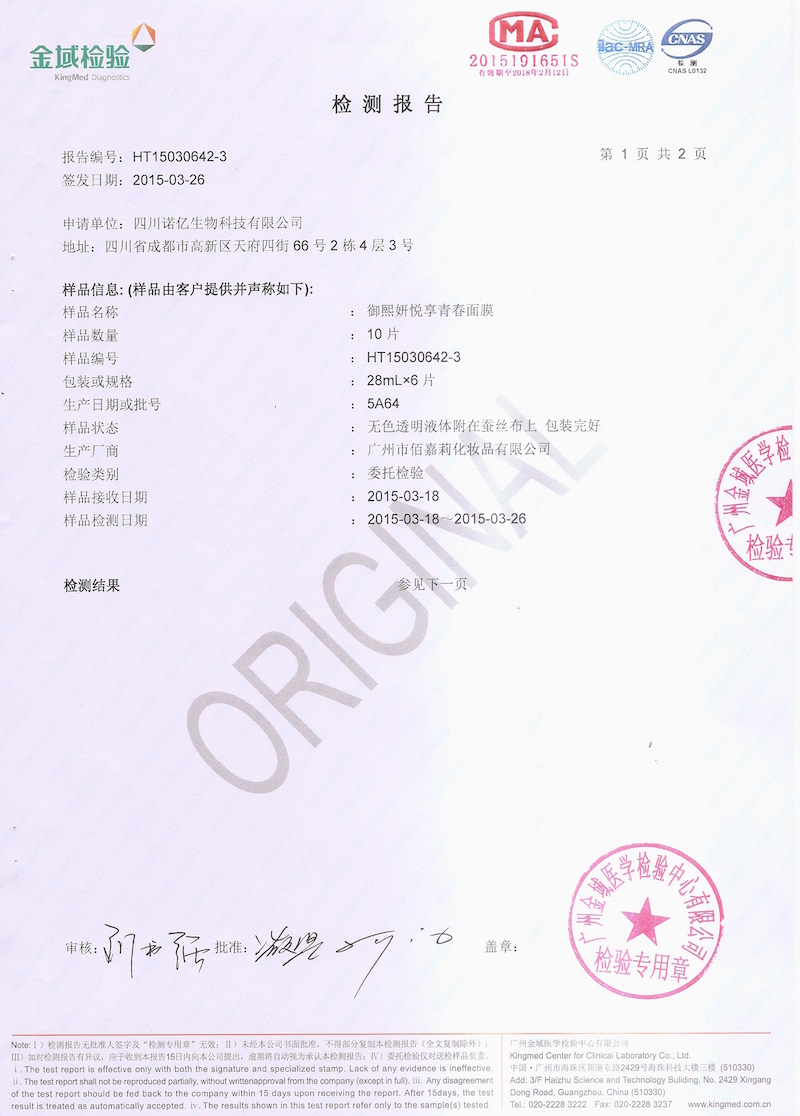 金域检验
KingMed Diagnostics
MA
2015191651S
有效期至2018年2月12日
ilac-MRA
CNAS
检 测
CNAS L0132
检 测 报 告
报告编号：HT15030642-3
第 1 页 共 2 页
签发日期：2015-03-26
申请单位：四川诺亿生物科技有限公司
地址：四川省成都市高新区天府四街 66 号 2 栋 4 层 3 号
样品信息: (样品由客户提供并声称如下):
样品名称 ：御熙妍悦享青春面膜
样品数量 ：10 片
样品编号 ：HT15030642-3
包装或规格 ：28mL×6 片
生产日期或批号 ：5A64
样品状态 ：无色透明液体附在蚕丝布上 包装完好
生产厂商 ：广州市佰嘉莉化妆品有限公司
检验类别 ：委托检验
样品接收日期 ：2015-03-18
样品检测日期 ：2015-03-18～2015-03-26
检测结果 参见下一页
ORIGINAL
广州金域医学检
检验专
审核: 批准: 盖章:
广州金域医学检验中心有限公司
检验专用章
Note:Ⅰ）检测报告无批准人签字及“检测专用章”无效；Ⅱ）未经本公司书面批准，不得部分复制本检测报告（全文复制除外）；
Ⅲ）如对检测报告有异议，应于收到本报告15日内向本公司提出，逾期将自动视为承认本检测报告；Ⅳ）委托检验仅对送检样品负责。
ⅰ. The test report is effective only with both the signature and specialized stamp. Lack of any evidence is ineffective.
ⅱ. The test report shall not be reproduced partially, without writtenapproval from the company (except in full). ⅲ. Any disagreement
of the test report should be fed back to the company within 15 days upon receiving the report. After 15days, the test
result is treated as automatically accepted. ⅳ. The results shown in this test report refer only to the sample(s) tested.
广州金域医学检验中心有限公司
Kingmed Center for Clinical Laboratory Co., Ltd.
中国·广州市海珠区新港东路2429号海珠科技大楼三楼 (510330)
Add: 3/F Haizhu Science and Technology Buliding, No. 2429 Xingang
Dong Road, Guangzhou, China (510330)
Tel.: 020-2228 3222 Fax: 020-2228 3237 www.kingmed.com.cn